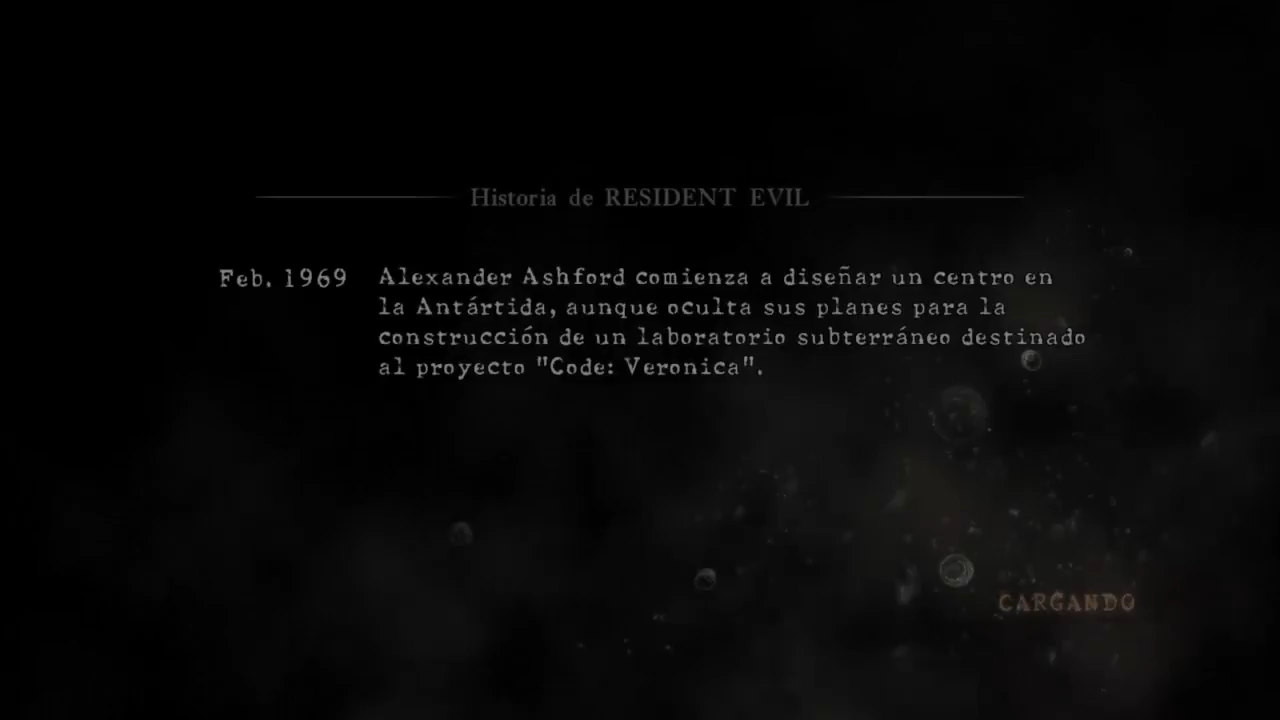 Historia de RESIDENT EVIL
Feb. 1969 Alexander Ashford comienza a diseñar un centro en
la Antártida, aunque oculta sus planes para la
construcción de un laboratorio subterráneo destinado
al proyecto "Code: Veronica".
CARGANDO